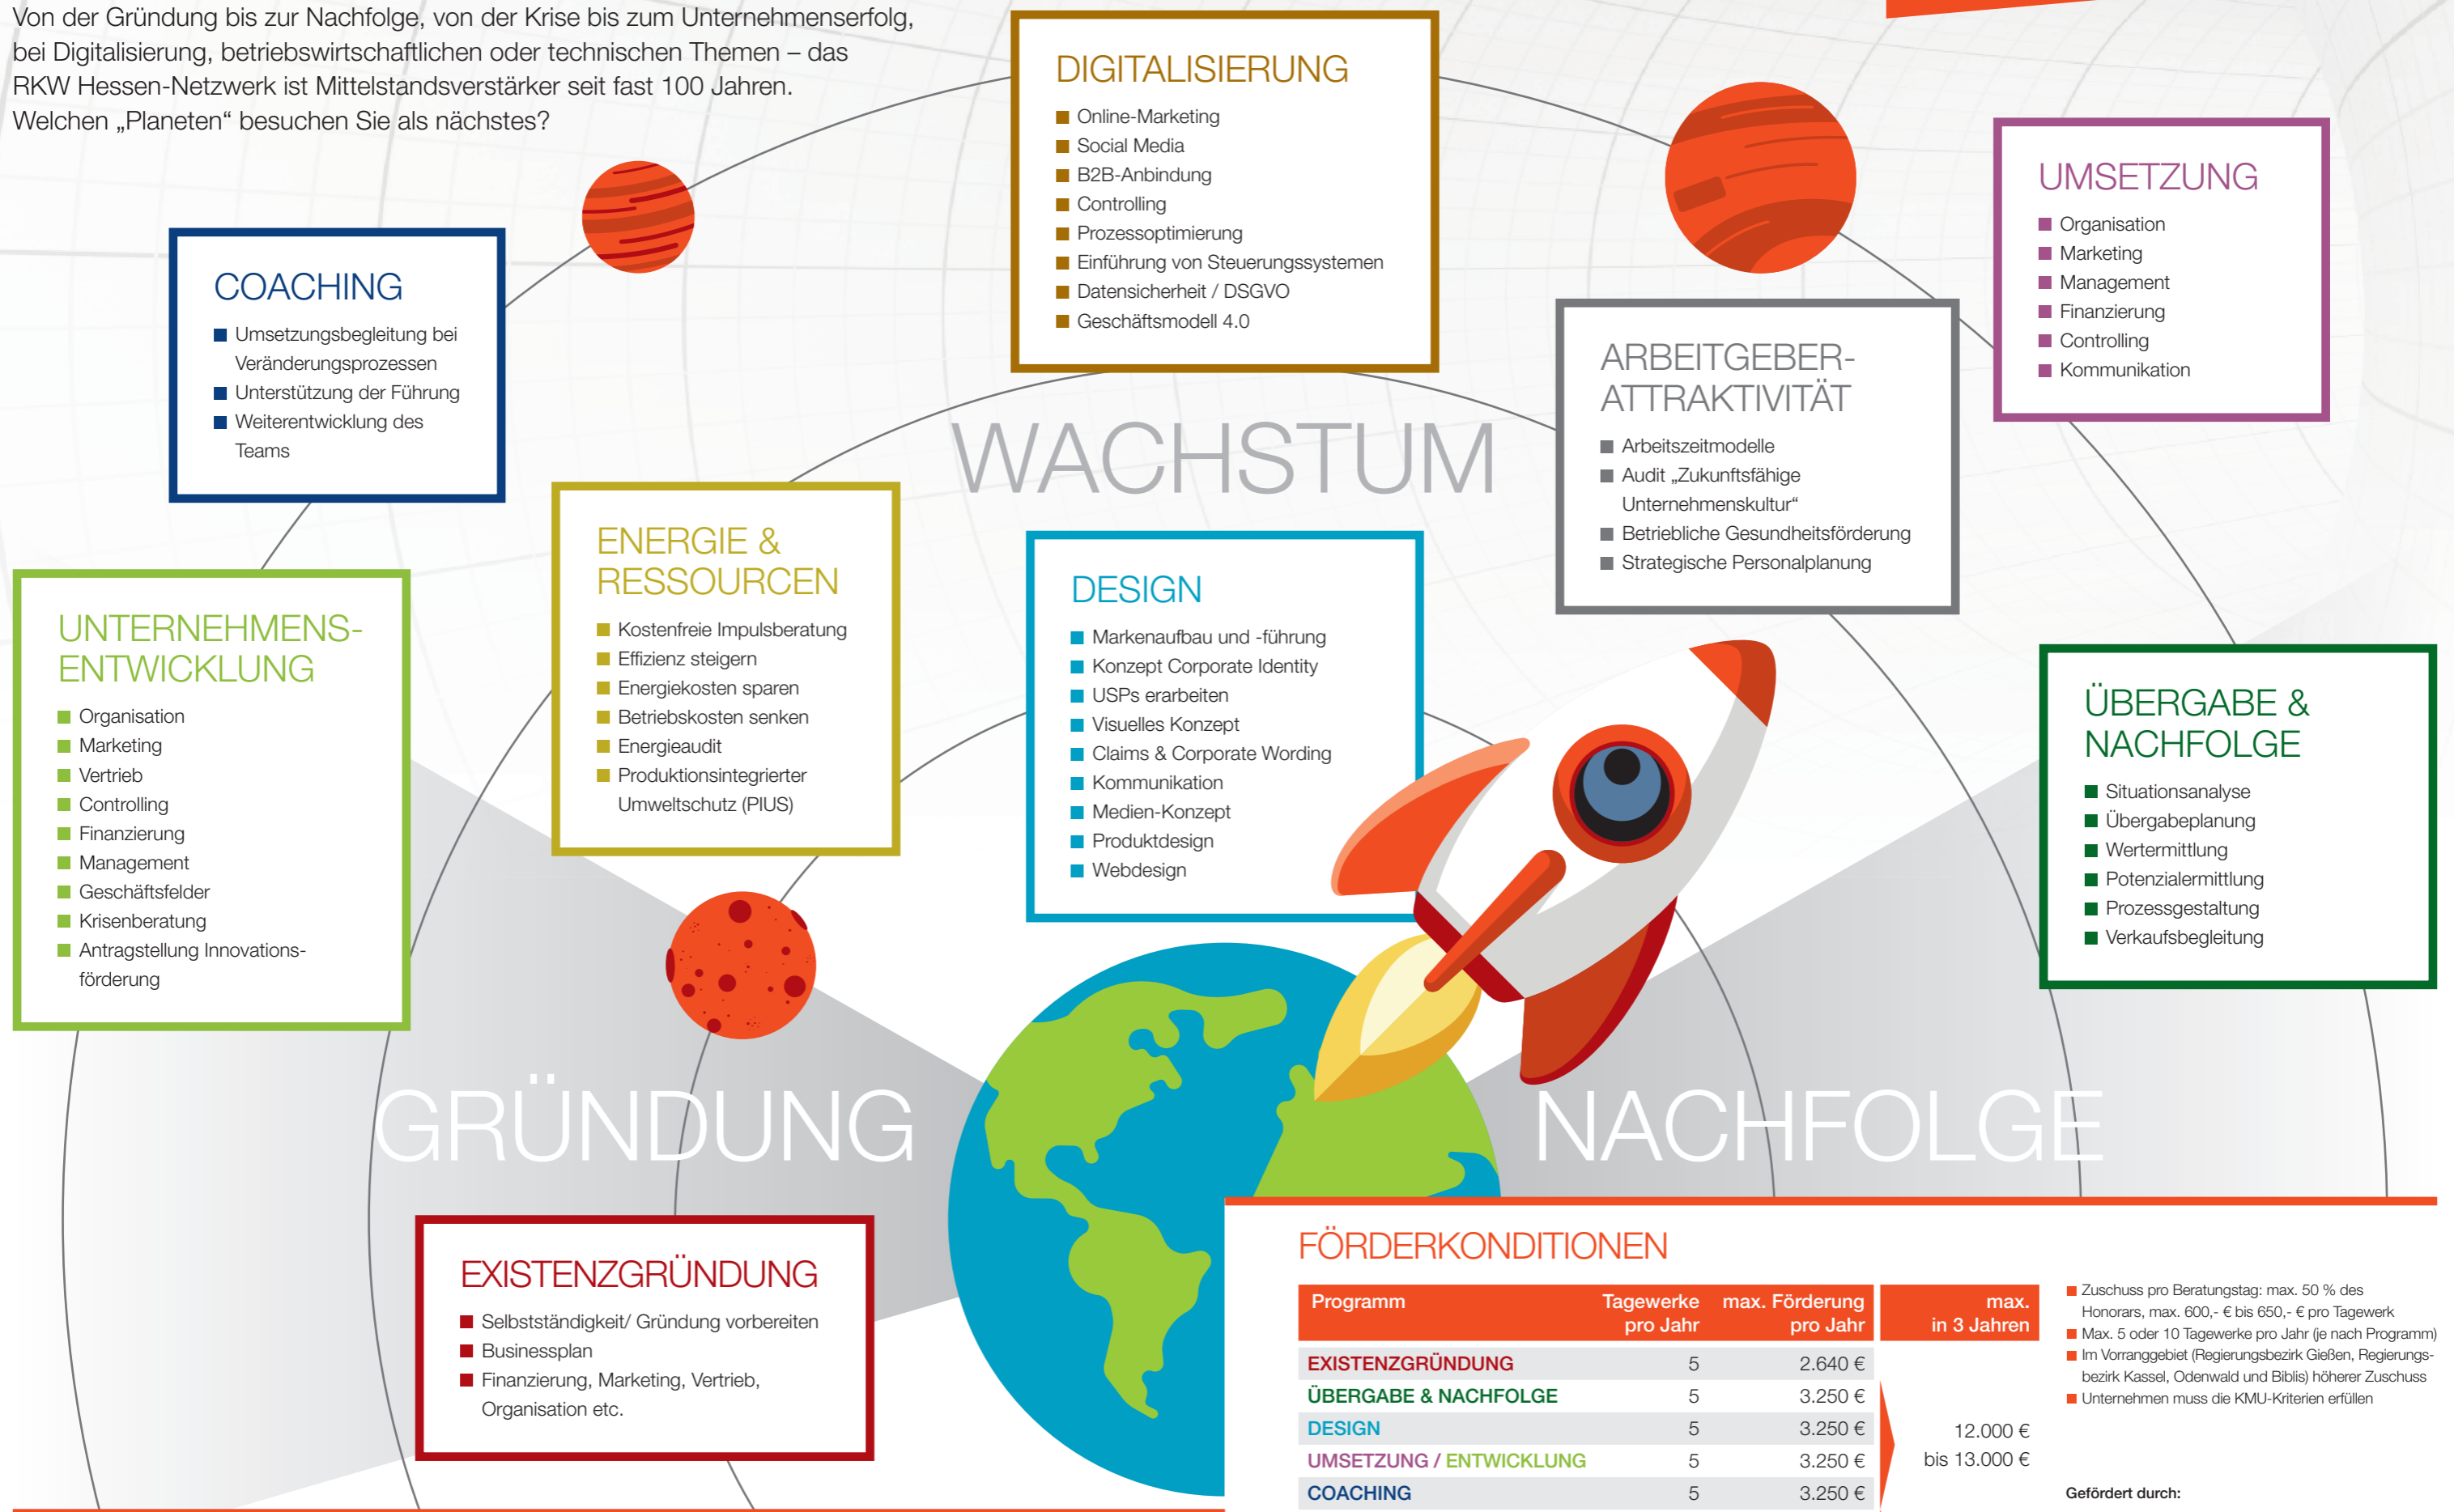 Von der Gründung bis zur Nachfolge, von der Krise bis zum Unternehmenserfolg,
bei Digitalisierung, betriebswirtschaftlichen oder technischen Themen – das
RKW Hessen-Netzwerk ist Mittelstandsverstärker seit fast 100 Jahren.
Welchen „Planeten“ besuchen Sie als nächstes?
DIGITALISIERUNG
Online-Marketing
Social Media
B2B-Anbindung
Controlling
Prozessoptimierung
Einführung von Steuerungssystemen
Datensicherheit / DSGVO
Geschäftsmodell 4.0
UMSETZUNG
Organisation
Marketing
Management
Finanzierung
Controlling
Kommunikation
COACHING
Umsetzungsbegleitung bei
Veränderungsprozessen
Unterstützung der Führung
Weiterentwicklung des
Teams
ARBEITGEBER-
ATTRAKTIVITÄT
Arbeitszeitmodelle
Audit „Zukunftsfähige
Unternehmenskultur“
Betriebliche Gesundheitsförderung
Strategische Personalplanung
WACHSTUM
ENERGIE &
RESSOURCEN
Kostenfreie Impulsberatung
Effizienz steigern
Energiekosten sparen
Betriebskosten senken
Energieaudit
Produktionsintegrierter
Umweltschutz (PIUS)
DESIGN
Markenaufbau und -führung
Konzept Corporate Identity
USPs erarbeiten
Visuelles Konzept
Claims & Corporate Wording
Kommunikation
Medien-Konzept
Produktdesign
Webdesign
UNTERNEHMENS-
ENTWICKLUNG
Organisation
Marketing
Vertrieb
Controlling
Finanzierung
Management
Geschäftsfelder
Krisenberatung
Antragstellung Innovations-
förderung
ÜBERGABE &
NACHFOLGE
Situationsanalyse
Übergabeplanung
Wertermittlung
Potenzialermittlung
Prozessgestaltung
Verkaufsbegleitung
GRÜNDUNG
NACHFOLGE
EXISTENZGRÜNDUNG
Selbstständigkeit/ Gründung vorbereiten
Businessplan
Finanzierung, Marketing, Vertrieb,
Organisation etc.
FÖRDERKONDITIONEN
Programm Tagewerke pro Jahr max. Förderung pro Jahr max. in 3 Jahren
EXISTENZGRÜNDUNG 5 2.640 €
ÜBERGABE & NACHFOLGE 5 3.250 €
DESIGN 5 3.250 €
UMSETZUNG / ENTWICKLUNG 5 3.250 €
COACHING 5 3.250 €
12.000 €
bis 13.000 €
Zuschuss pro Beratungstag: max. 50 % des
Honorars, max. 600,- € bis 650,- € pro Tagewerk
Max. 5 oder 10 Tagewerke pro Jahr (je nach Programm)
Im Vorranggebiet (Regierungsbezirk Gießen, Regierungs-
bezirk Kassel, Odenwald und Biblis) höherer Zuschuss
Unternehmen muss die KMU-Kriterien erfüllen
Gefördert durch: